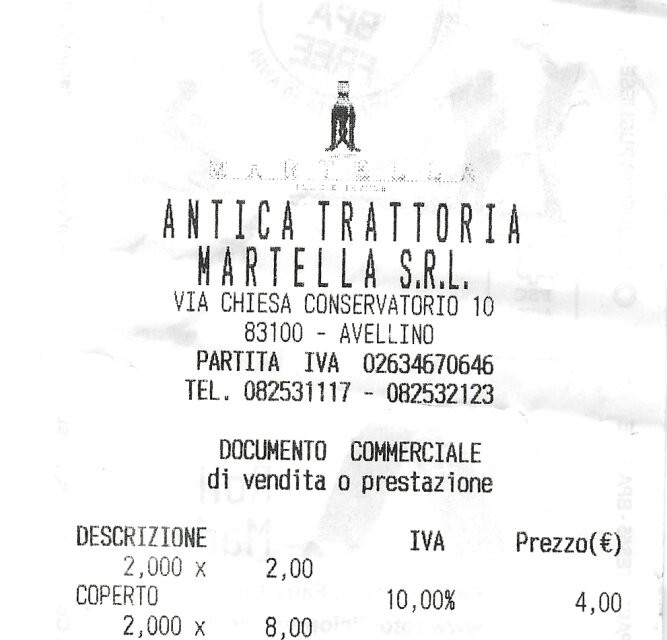 MARTELLA
ANTICA TRATTORIA
MARTELLA S.R.L.
VIA CHIESA CONSERVATORIO 10
83100 - AVELLINO
PARTITA IVA 02634670646
TEL. 082531117 - 082532123
DOCUMENTO COMMERCIALE
di vendita o prestazione
DESCRIZIONE IVA Prezzo(€)
2,000 x 2,00
COPERTO 10,00% 4,00
2,000 x 8,00